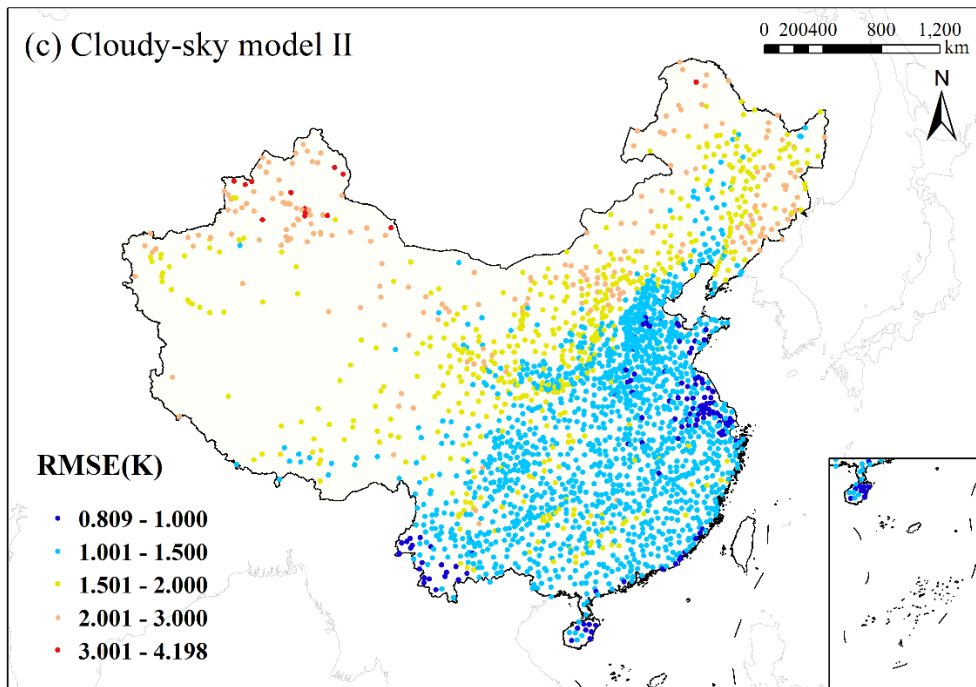 (c) Cloudy-sky model II
0 200400 800 1,200
km
N
RMSE(K)
0.809 - 1.000
1.001 - 1.500
1.501 - 2.000
2.001 - 3.000
3.001 - 4.198